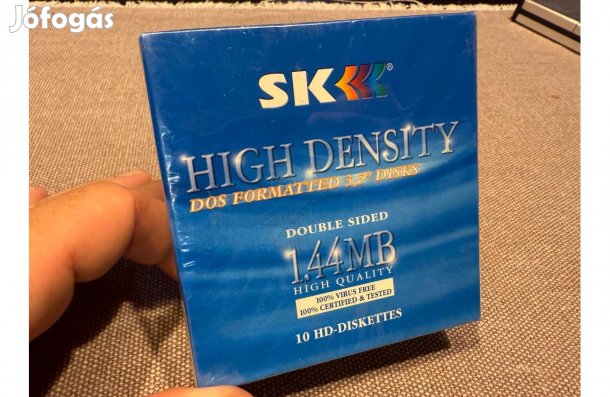 Jófogás
SK®
HIGH DENSITY
DOS FORMATTED 3,5" DISKS
DOUBLE SIDED
1.44MB
HIGH QUALITY
100% VIRUS FREE
100% CERTIFIED & TESTED
10 HD-DISKETTES